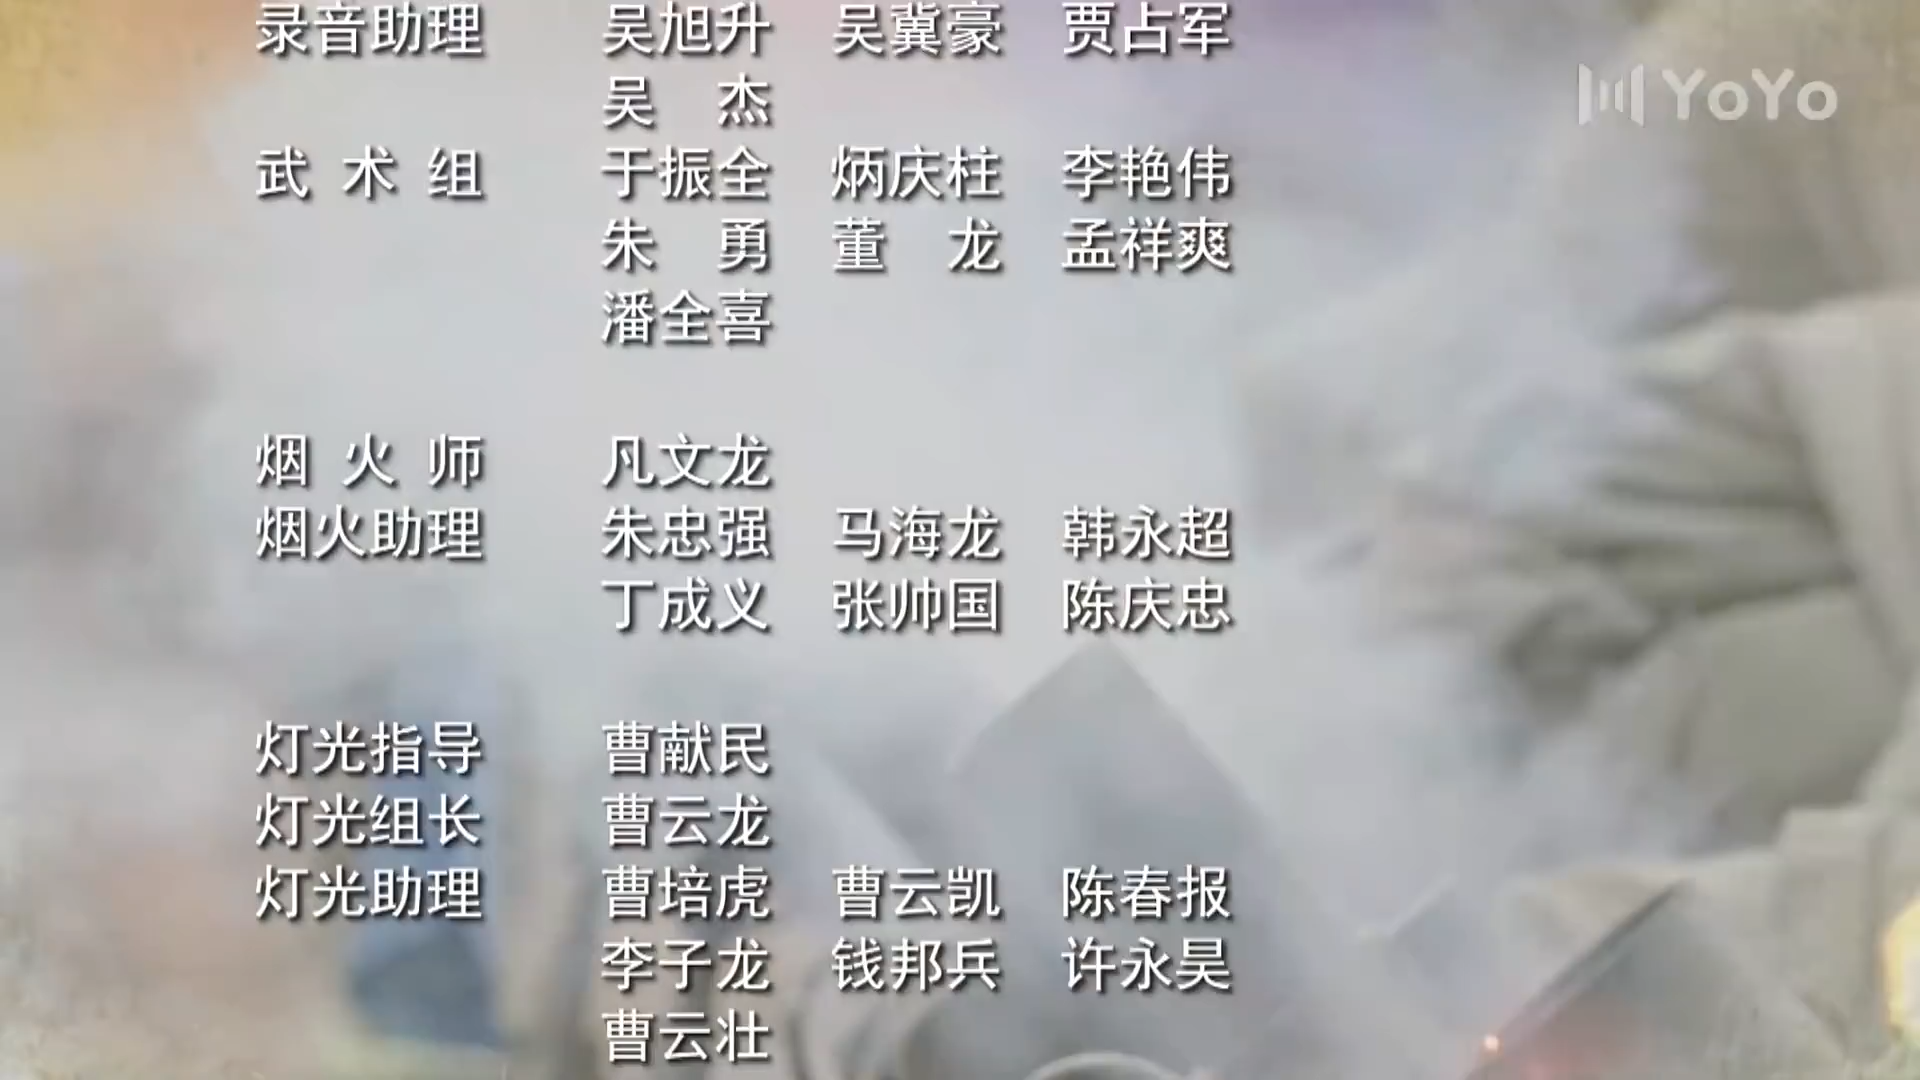 录音助理 吴旭升 吴冀豪 贾占军
吴 杰
YoYo
武 术 组 于振全 炳庆柱 李艳伟
朱 勇 董 龙 孟祥爽
潘全喜
烟 火 师 凡文龙
烟火助理 朱忠强 马海龙 韩永超
丁成义 张帅国 陈庆忠
灯光指导 曹献民
灯光组长 曹云龙
灯光助理 曹培虎 曹云凯 陈春报
李子龙 钱邦兵 许永昊
曹云壮